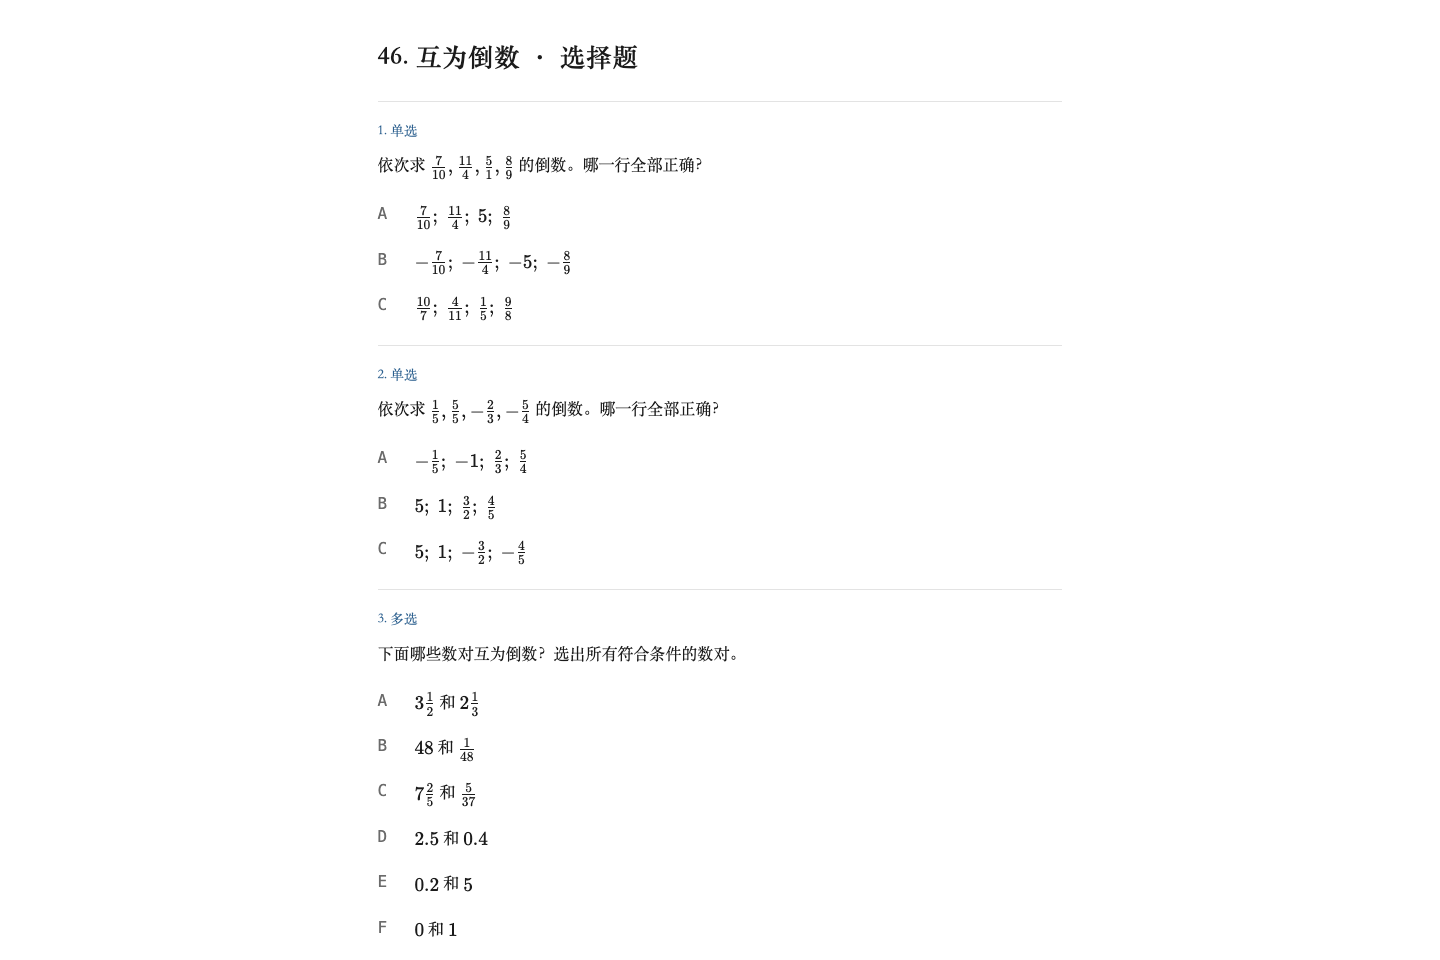 46. 互为倒数 · 选择题
1. 单选
依次求 7/10, 11/4, 5/1, 8/9 的倒数。哪一行全部正确?
A 7/10; 11/4; 5; 8/9
B −7/10; −11/4; −5; −8/9
C 10/7; 4/11; 1/5; 9/8
2. 单选
依次求 1/5, 5/5, −2/3, −5/4 的倒数。哪一行全部正确?
A −1/5; −1; 2/3; 5/4
B 5; 1; 3/2; 4/5
C 5; 1; −3/2; −4/5
3. 多选
下面哪些数对互为倒数? 选出所有符合条件的数对。
A 3 1/2 和 2 1/3
B 48 和 1/48
C 7 2/5 和 5/37
D 2.5 和 0.4
E 0.2 和 5
F 0 和 1